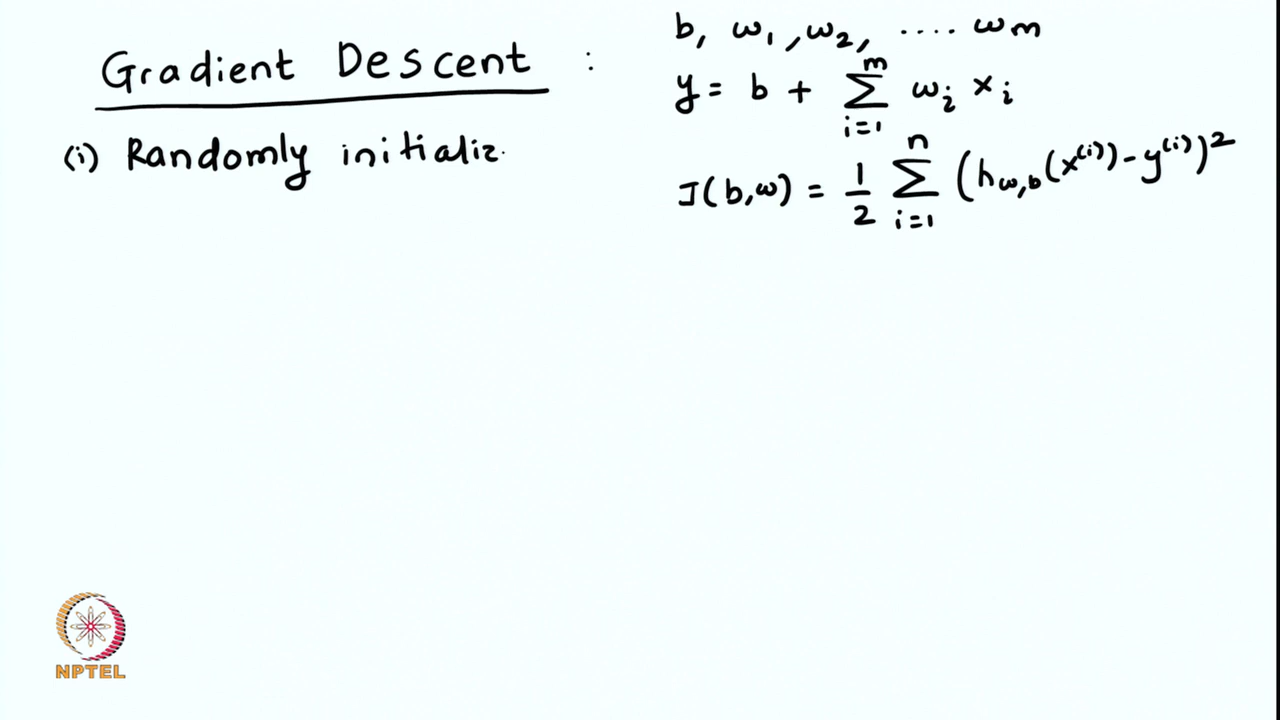 Gradient Descent :
(i) Randomly initializ
b, ω₁, ω₂, .... ωm
y = b + Σ_{i=1}^{m} ωᵢ xᵢ
J(b,ω) = 1/2 Σ_{i=1}^{n} (h_{ω,b}(x^{(i)}) - y^{(i)})²
NPTEL